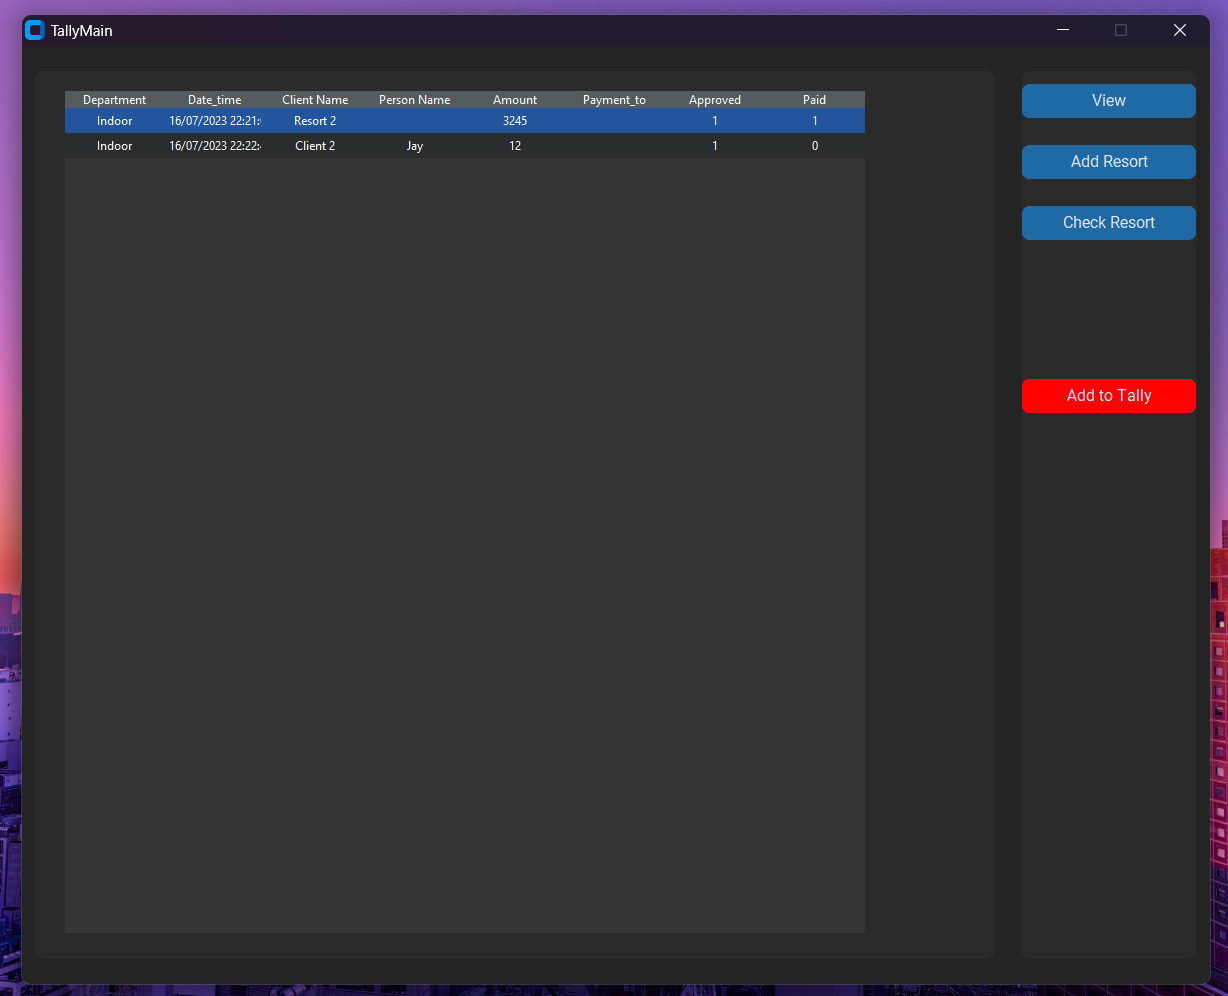 TallyMain
Department Date_time Client Name Person Name Amount Payment_to Approved Paid
Indoor 16/07/2023 22:21: Resort 2 3245 1 1
Indoor 16/07/2023 22:22: Client 2 Jay 12 1 0
View
Add Resort
Check Resort
Add to Tally